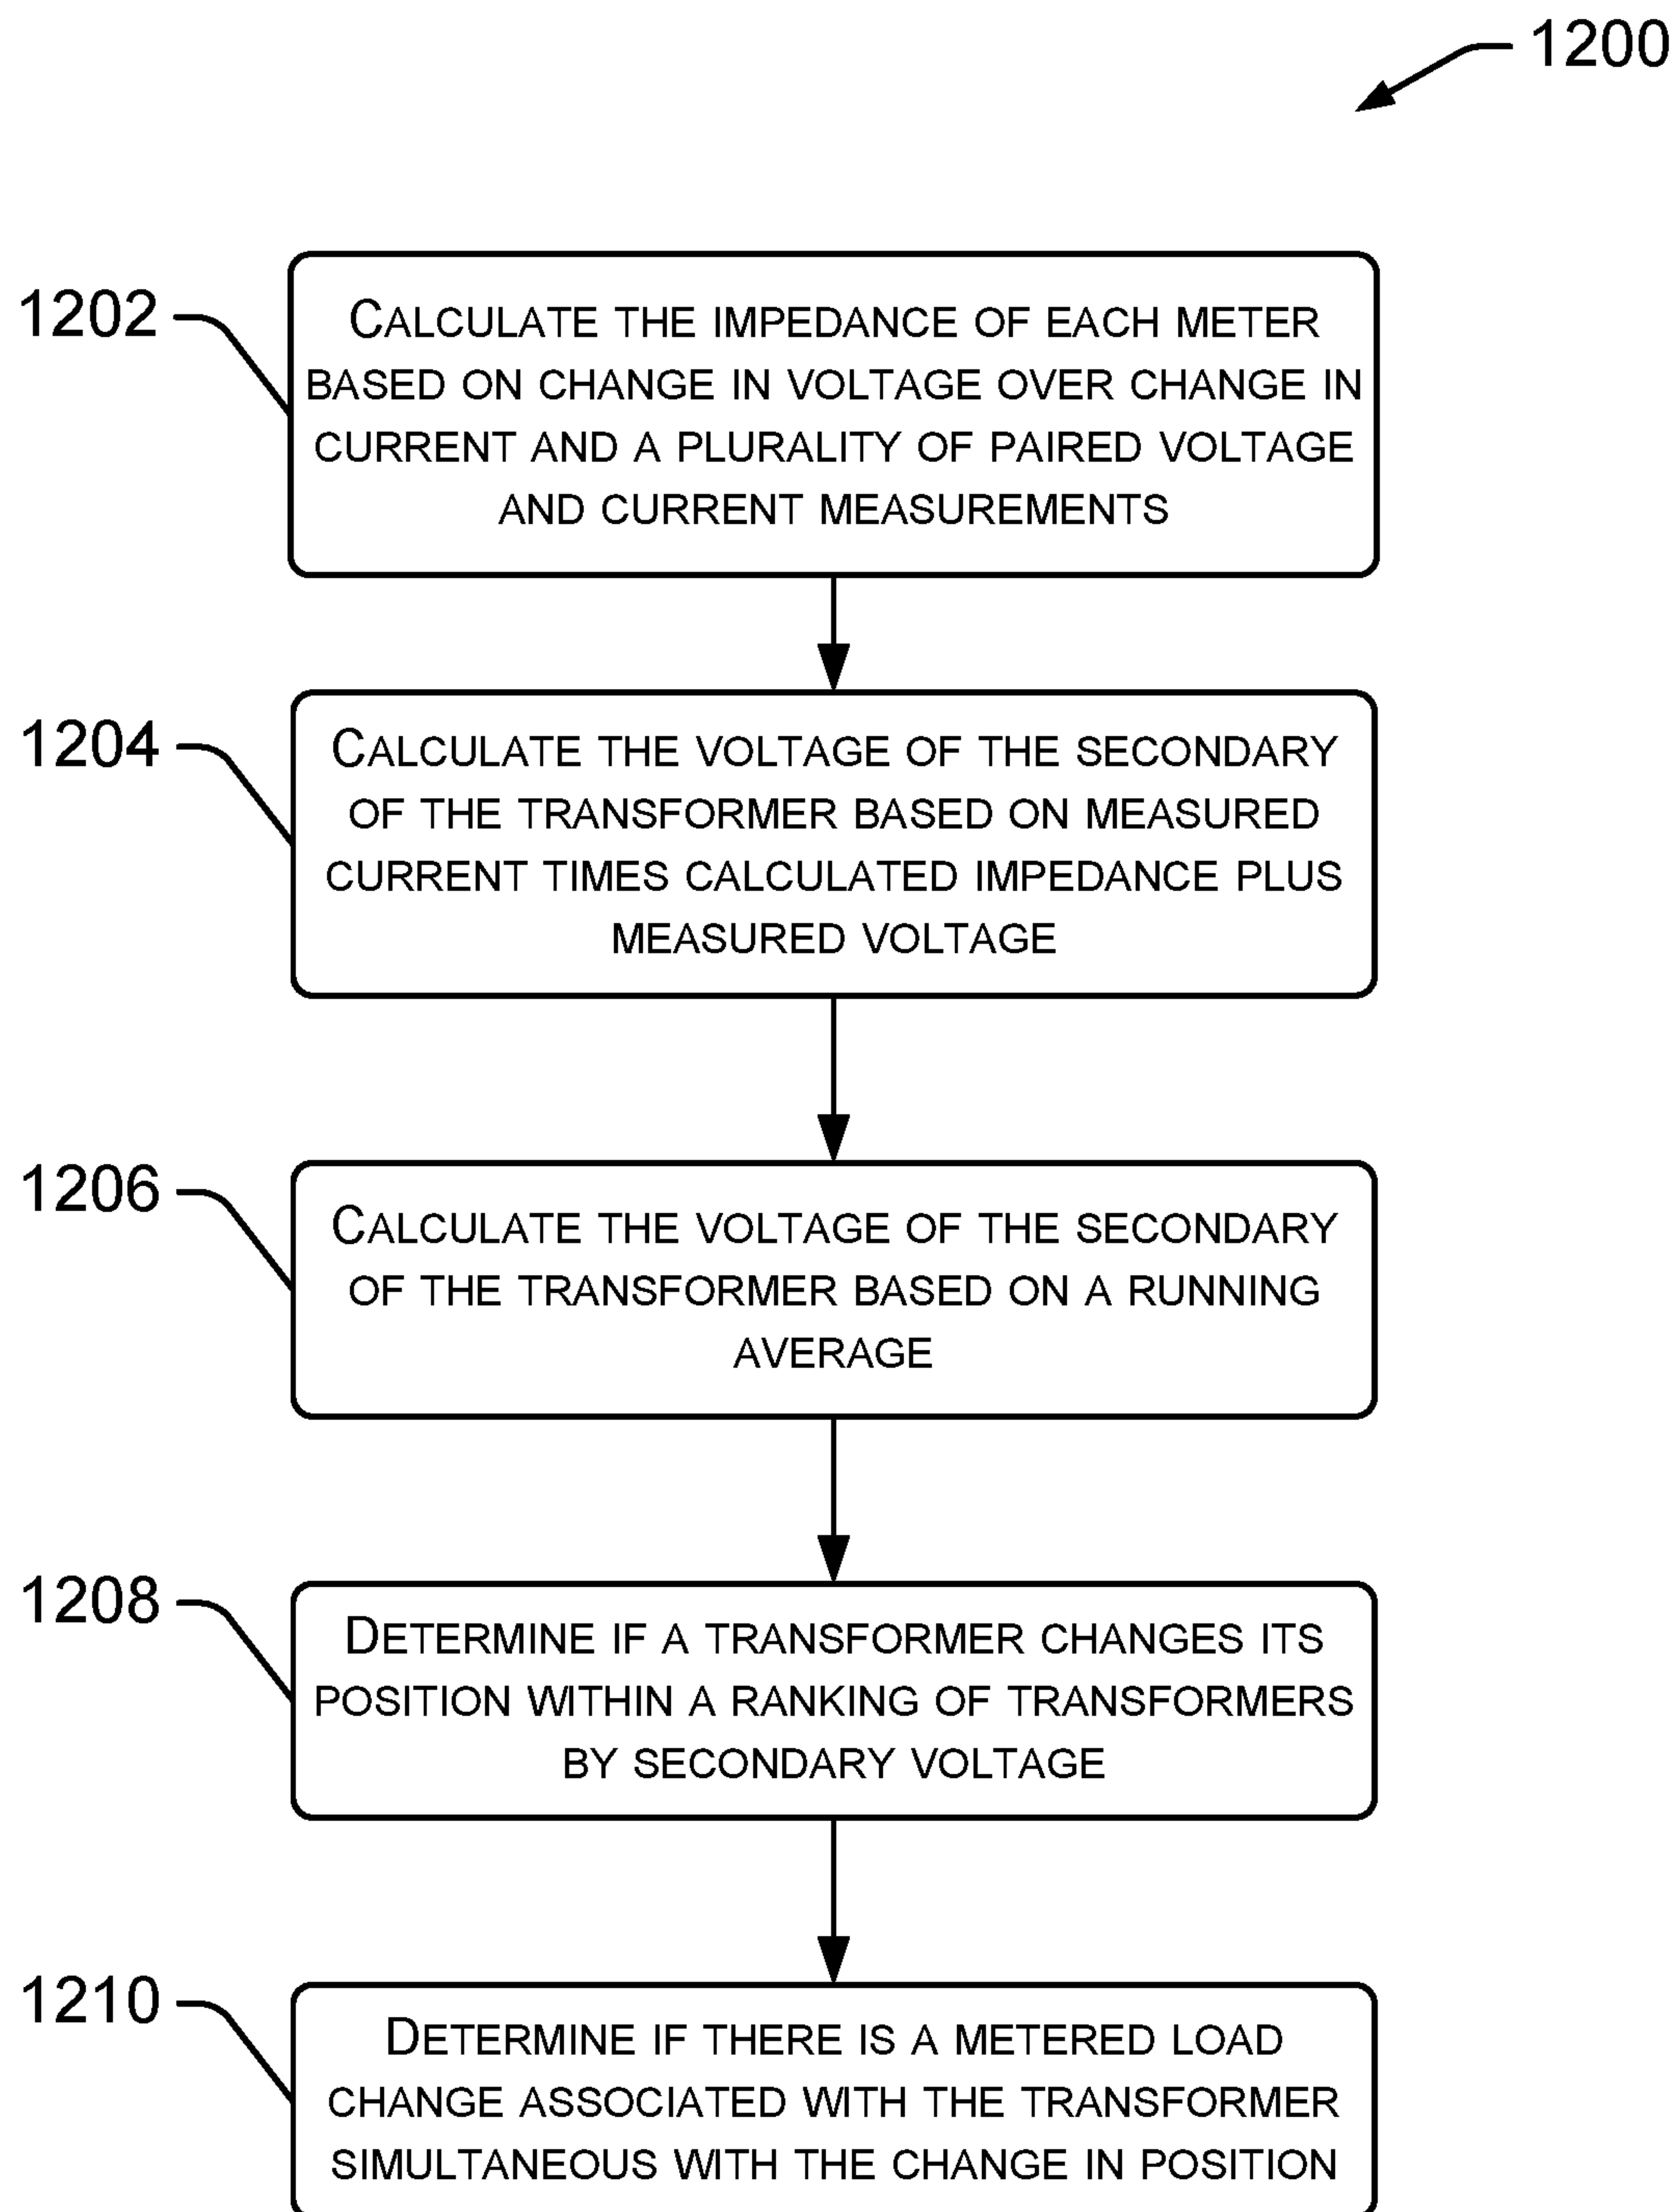 1200
1202
CALCULATE THE IMPEDANCE OF EACH METER
BASED ON CHANGE IN VOLTAGE OVER CHANGE IN
CURRENT AND A PLURALITY OF PAIRED VOLTAGE
AND CURRENT MEASUREMENTS
1204
CALCULATE THE VOLTAGE OF THE SECONDARY
OF THE TRANSFORMER BASED ON MEASURED
CURRENT TIMES CALCULATED IMPEDANCE PLUS
MEASURED VOLTAGE
1206
CALCULATE THE VOLTAGE OF THE SECONDARY
OF THE TRANSFORMER BASED ON A RUNNING
AVERAGE
1208
DETERMINE IF A TRANSFORMER CHANGES ITS
POSITION WITHIN A RANKING OF TRANSFORMERS
BY SECONDARY VOLTAGE
1210
DETERMINE IF THERE IS A METERED LOAD
CHANGE ASSOCIATED WITH THE TRANSFORMER
SIMULTANEOUS WITH THE CHANGE IN POSITION